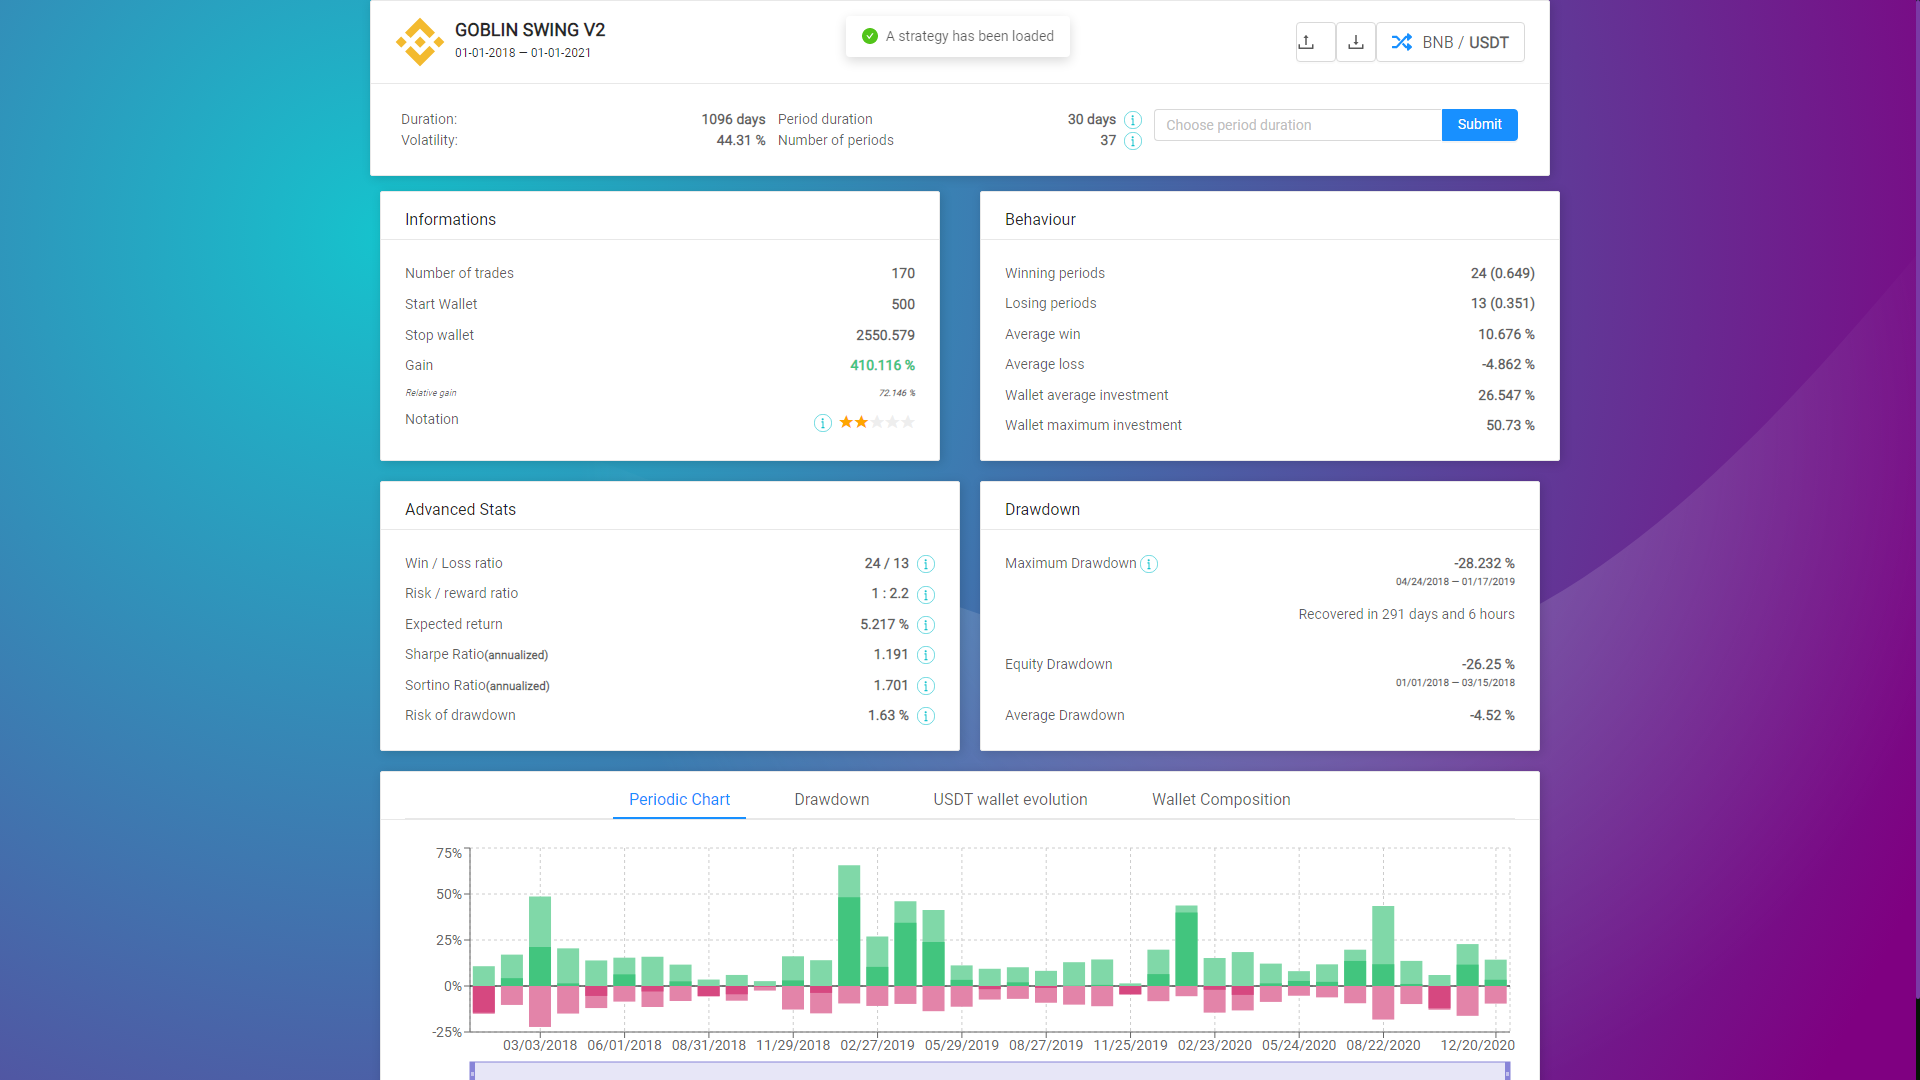 GOBLIN SWING V2
01-01-2018 — 01-01-2021
A strategy has been loaded
BNB / USDT
Duration: 1096 days Period duration 30 days
Volatility: 44.31 % Number of periods 37
Choose period duration Submit
Informations
Number of trades 170
Start Wallet 500
Stop wallet 2550.579
Gain 410.116 %
Relative gain 72.146 %
Notation
Behaviour
Winning periods 24 (0.649)
Losing periods 13 (0.351)
Average win 10.676 %
Average loss -4.862 %
Wallet average investment 26.547 %
Wallet maximum investment 50.73 %
Advanced Stats
Win / Loss ratio 24 / 13
Risk / reward ratio 1 : 2.2
Expected return 5.217 %
Sharpe Ratio(annualized) 1.191
Sortino Ratio(annualized) 1.701
Risk of drawdown 1.63 %
Drawdown
Maximum Drawdown -28.232 %
04/24/2018 — 01/17/2019
Recovered in 291 days and 6 hours
Equity Drawdown -26.25 %
01/01/2018 — 03/15/2018
Average Drawdown -4.52 %
Periodic Chart Drawdown USDT wallet evolution Wallet Composition
75%
50%
25%
0%
-25%
03/03/2018 06/01/2018 08/31/2018 11/29/2018 02/27/2019 05/29/2019 08/27/2019 11/25/2019 02/23/2020 05/24/2020 08/22/2020 12/20/2020